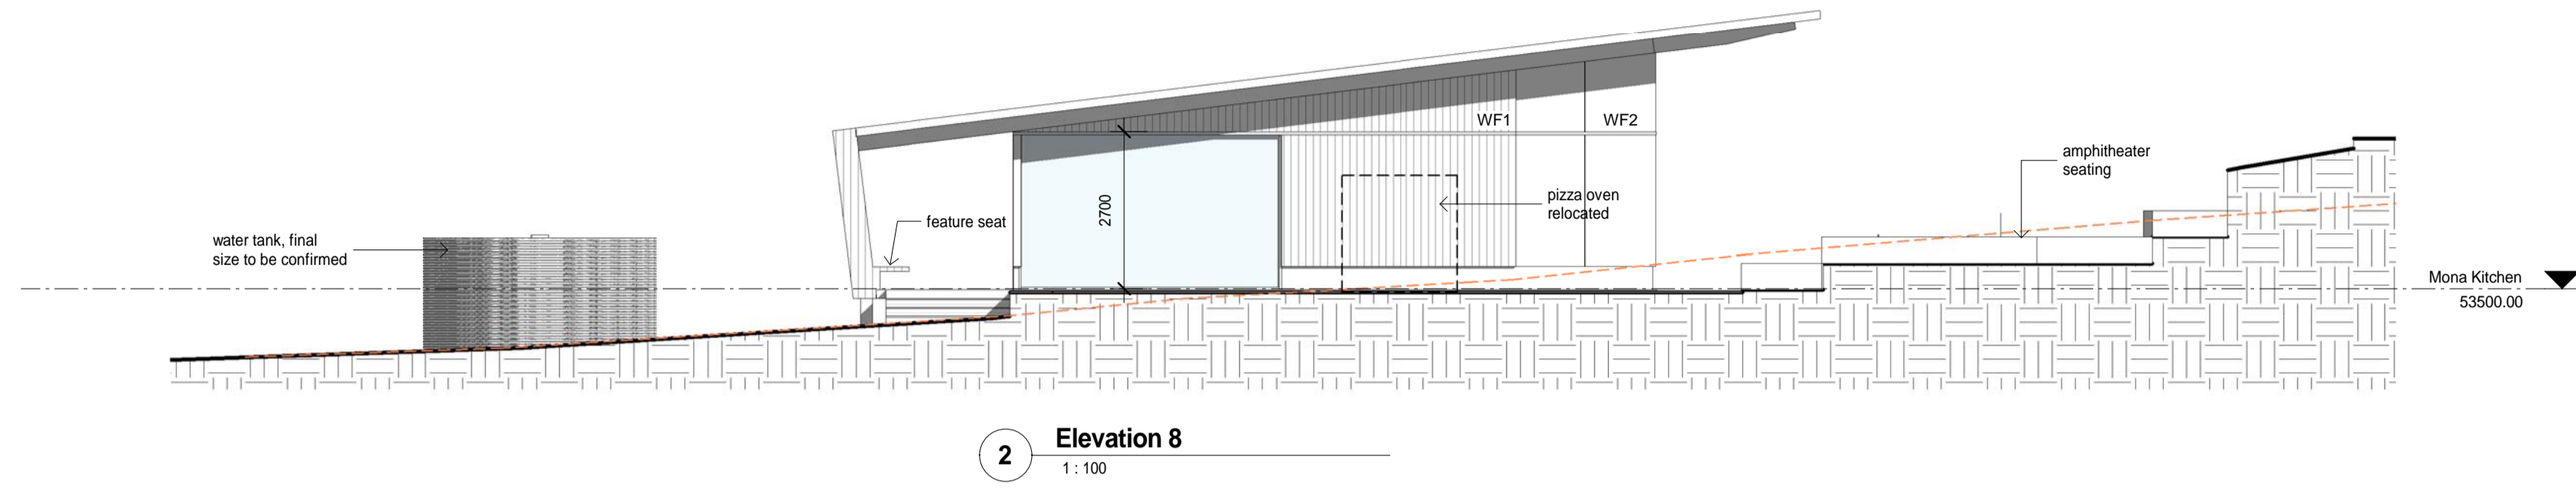 WF1
WF2
amphitheater
seating
pizza oven
relocated
2700
feature seat
water tank, final
size to be confirmed
Mona Kitchen
53500.00
2
Elevation 8
1 : 100